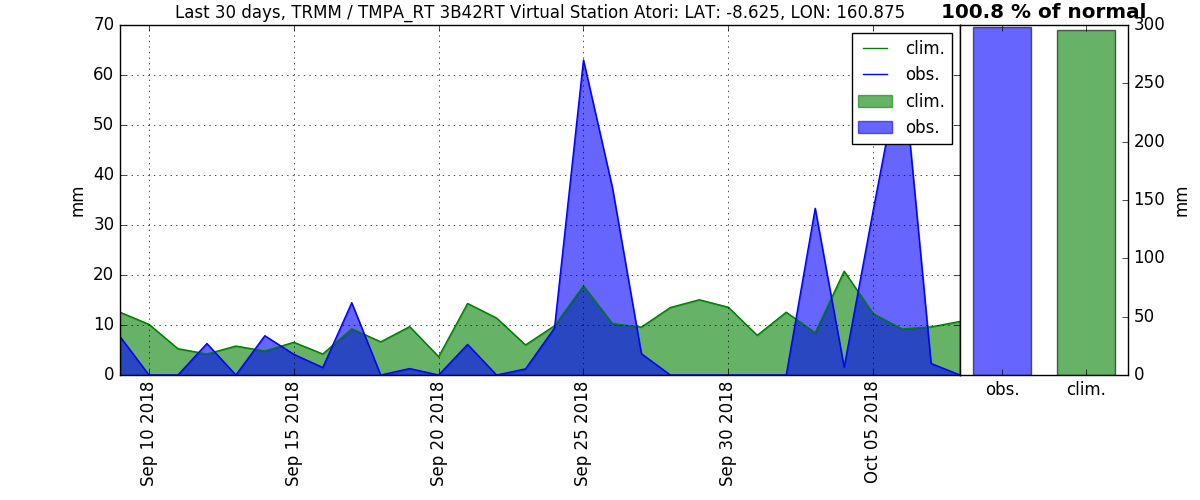 Last 30 days, TRMM / TMPA_RT 3B42RT Virtual Station Atori: LAT: -8.625, LON: 160.875
100.8 % of normal
70
60
50
40
30
20
10
0
mm
clim.
obs.
clim.
obs.
300
250
200
150
100
50
0
mm
Sep 10 2018
Sep 15 2018
Sep 20 2018
Sep 25 2018
Sep 30 2018
Oct 05 2018
obs.
clim.